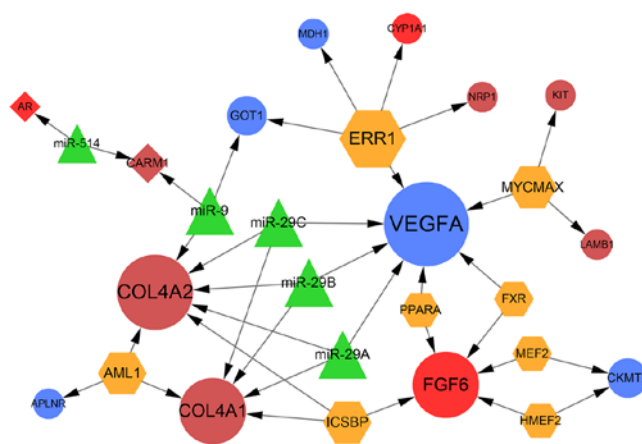 MDH1
CYP1A1
NRP1
KIT
AR
GOT1
ERR1
miR-514
CARM1
MYCMAX
miR-9
miR-29C
VEGFA
LAMB1
COL4A2
miR-29B
PPARA
FXR
miR-29A
MEF2
AML1
FGF6
CKMT
APLNR
COL4A1
ICSBP
HMEF2